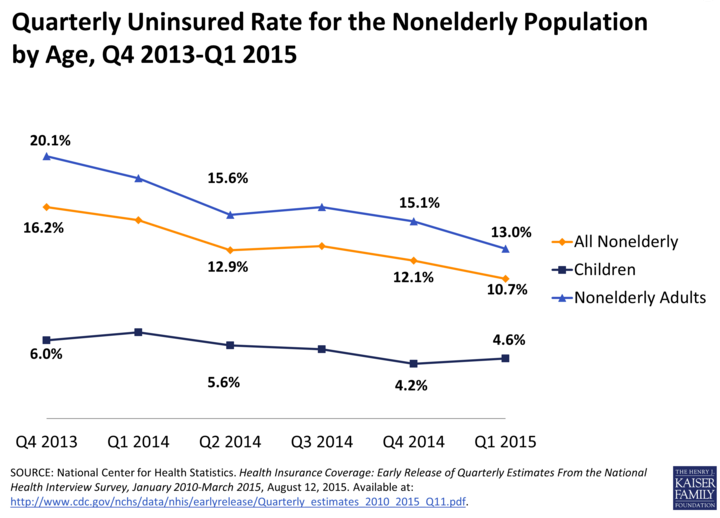 Quarterly Uninsured Rate for the Nonelderly Population
by Age, Q4 2013-Q1 2015
20.1%
15.6%
15.1%
13.0%
16.2%
12.9%
12.1%
10.7%
6.0%
5.6%
4.2%
4.6%
All Nonelderly
Children
Nonelderly Adults
Q4 2013 Q1 2014 Q2 2014 Q3 2014 Q4 2014 Q1 2015
SOURCE: National Center for Health Statistics. Health Insurance Coverage: Early Release of Quarterly Estimates From the National
Health Interview Survey, January 2010-March 2015, August 12, 2015. Available at:
http://www.cdc.gov/nchs/data/nhis/earlyrelease/Quarterly_estimates_2010_2015_Q11.pdf.
THE HENRY J.
KAISER
FAMILY
FOUNDATION